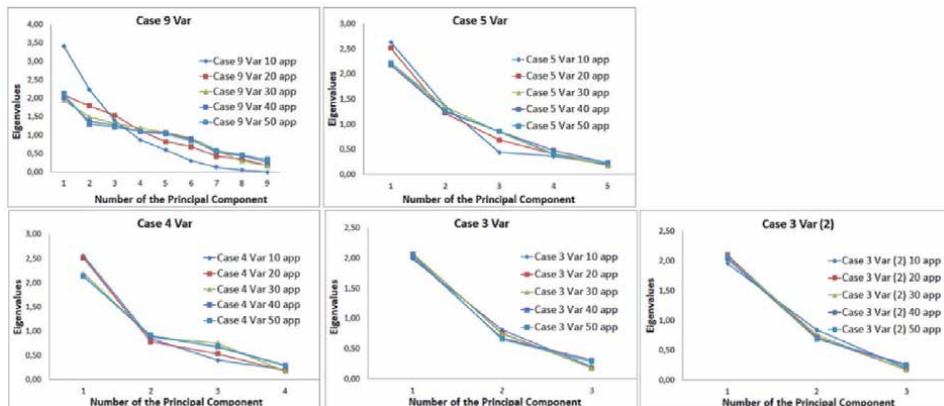 Case 9 Var
4,00
3,50
3,00
2,50
2,00
1,50
1,00
0,50
0,00
Eigenvalues
Case 9 Var 10 app
Case 9 Var 20 app
Case 9 Var 30 app
Case 9 Var 40 app
Case 9 Var 50 app
1 2 3 4 5 6 7 8 9
Number of the Principal Component
Case 5 Var
3,00
2,50
2,00
1,50
1,00
0,50
0,00
Eigenvalues
Case 5 Var 10 app
Case 5 Var 20 app
Case 5 Var 30 app
Case 5 Var 40 app
Case 5 Var 50 app
1 2 3 4 5
Number of the Principal Component
Case 4 Var
3,00
2,50
2,00
1,50
1,00
0,50
0,00
Eigenvalues
Case 4 Var 10 app
Case 4 Var 20 app
Case 4 Var 30 app
Case 4 Var 40 app
Case 4 Var 50 app
1 2 3 4
Number of the Principal Component
Case 3 Var
2,50
2,00
1,50
1,00
0,50
0,00
Eigenvalues
Case 3 Var 10 app
Case 3 Var 20 app
Case 3 Var 30 app
Case 3 Var 40 app
Case 3 Var 50 app
1 2 3
Number of the Principal Component
Case 3 Var (2)
2,50
2,00
1,50
1,00
0,50
0,00
Eigenvalues
Case 3 Var (2) 10 app
Case 3 Var (2) 20 app
Case 3 Var (2) 30 app
Case 3 Var (2) 40 app
Case 3 Var (2) 50 app
1 2 3
Number of the Principal Component